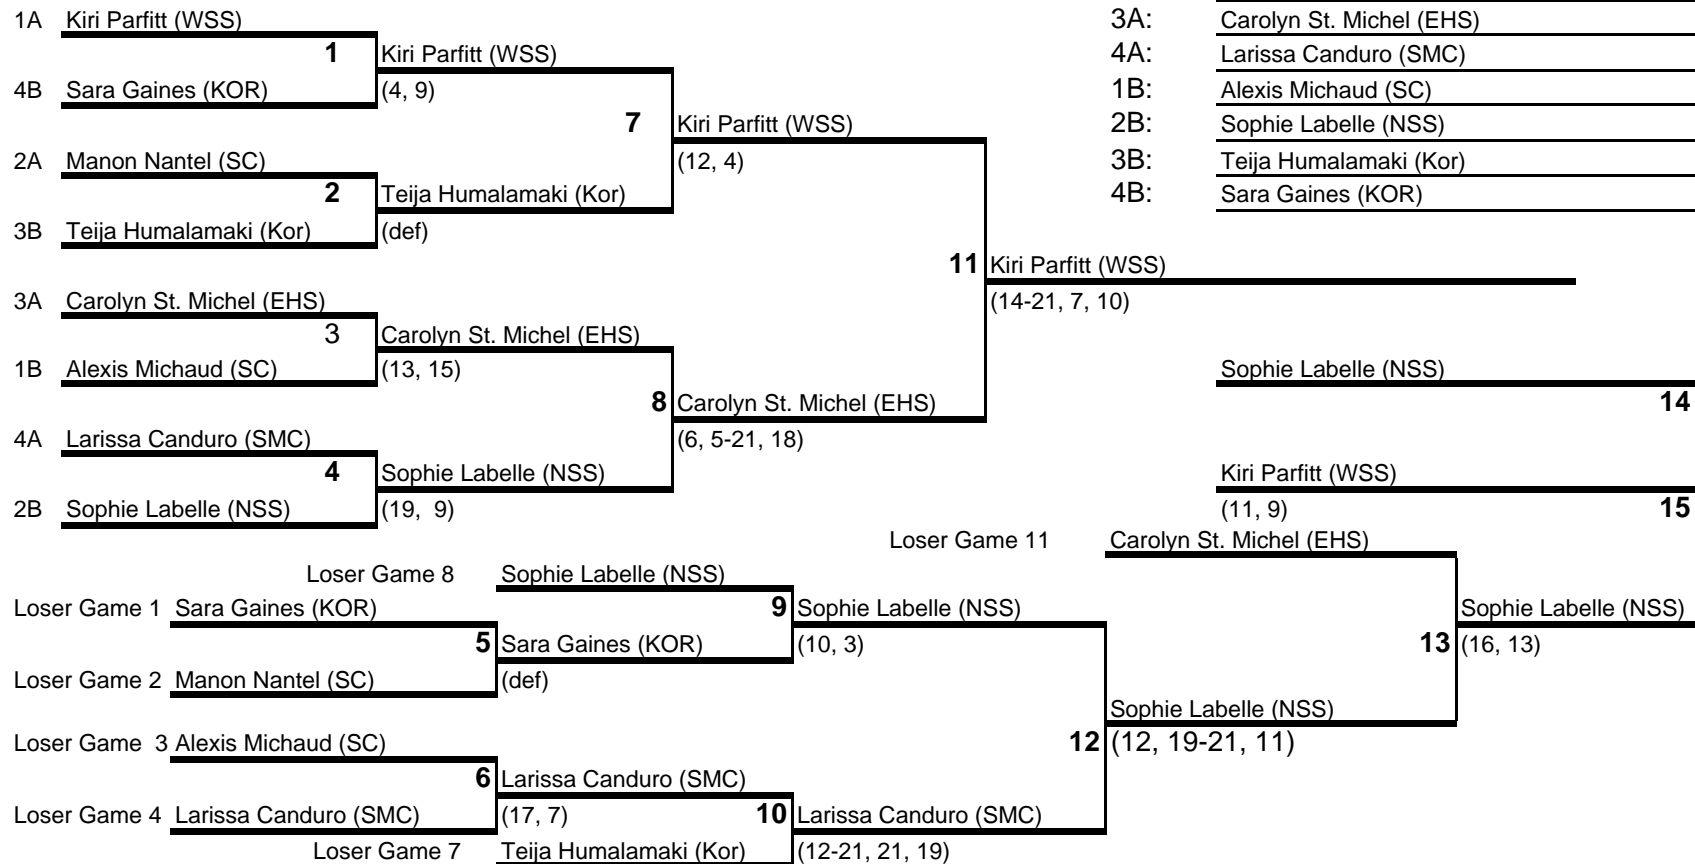 1A Kiri Parfitt (WSS) 3A: Carolyn St. Michel (EHS)
1 Kiri Parfitt (WSS) 4A: Larissa Canduro (SMC)
4B Sara Gaines (KOR) (4, 9) 1B: Alexis Michaud (SC)
7 Kiri Parfitt (WSS) 2B: Sophie Labelle (NSS)
2A Manon Nantel (SC) (12, 4) 3B: Teija Humalamaki (Kor)
2 Teija Humalamaki (Kor) 4B: Sara Gaines (KOR)
3B Teija Humalamaki (Kor) (def)
11 Kiri Parfitt (WSS)
3A Carolyn St. Michel (EHS) (14-21, 7, 10)
3 Carolyn St. Michel (EHS)
1B Alexis Michaud (SC) (13, 15) Sophie Labelle (NSS)
8 Carolyn St. Michel (EHS) 14
4A Larissa Canduro (SMC) (6, 5-21, 18)
4 Sophie Labelle (NSS) Kiri Parfitt (WSS)
2B Sophie Labelle (NSS) (19, 9) (11, 9) 15
Loser Game 11 Carolyn St. Michel (EHS)
Loser Game 8 Sophie Labelle (NSS)
Loser Game 1 Sara Gaines (KOR) 9 Sophie Labelle (NSS) Sophie Labelle (NSS)
5 Sara Gaines (KOR) (10, 3) 13 (16, 13)
Loser Game 2 Manon Nantel (SC) (def)
Sophie Labelle (NSS)
Loser Game 3 Alexis Michaud (SC) 12 (12, 19-21, 11)
6 Larissa Canduro (SMC)
Loser Game 4 Larissa Canduro (SMC) (17, 7) 10 Larissa Canduro (SMC)
Loser Game 7 Teija Humalamaki (Kor) (12-21, 21, 19)